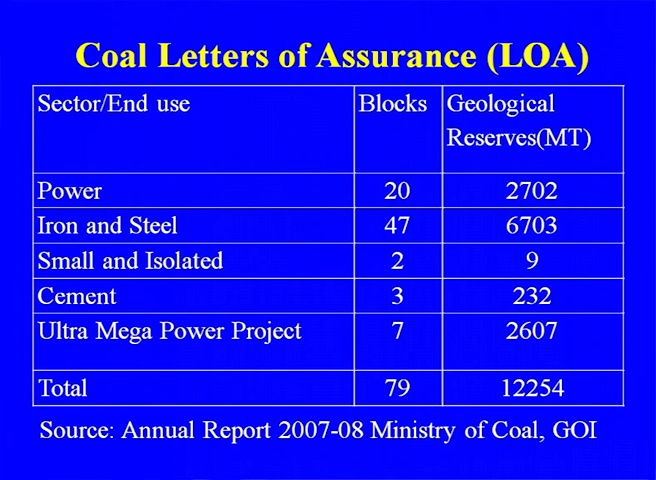 Coal Letters of Assurance (LOA)
Sector/End use Blocks Geological
Reserves(MT)
Power 20 2702
Iron and Steel 47 6703
Small and Isolated 2 9
Cement 3 232
Ultra Mega Power Project 7 2607
Total 79 12254
Source: Annual Report 2007-08 Ministry of Coal, GOI